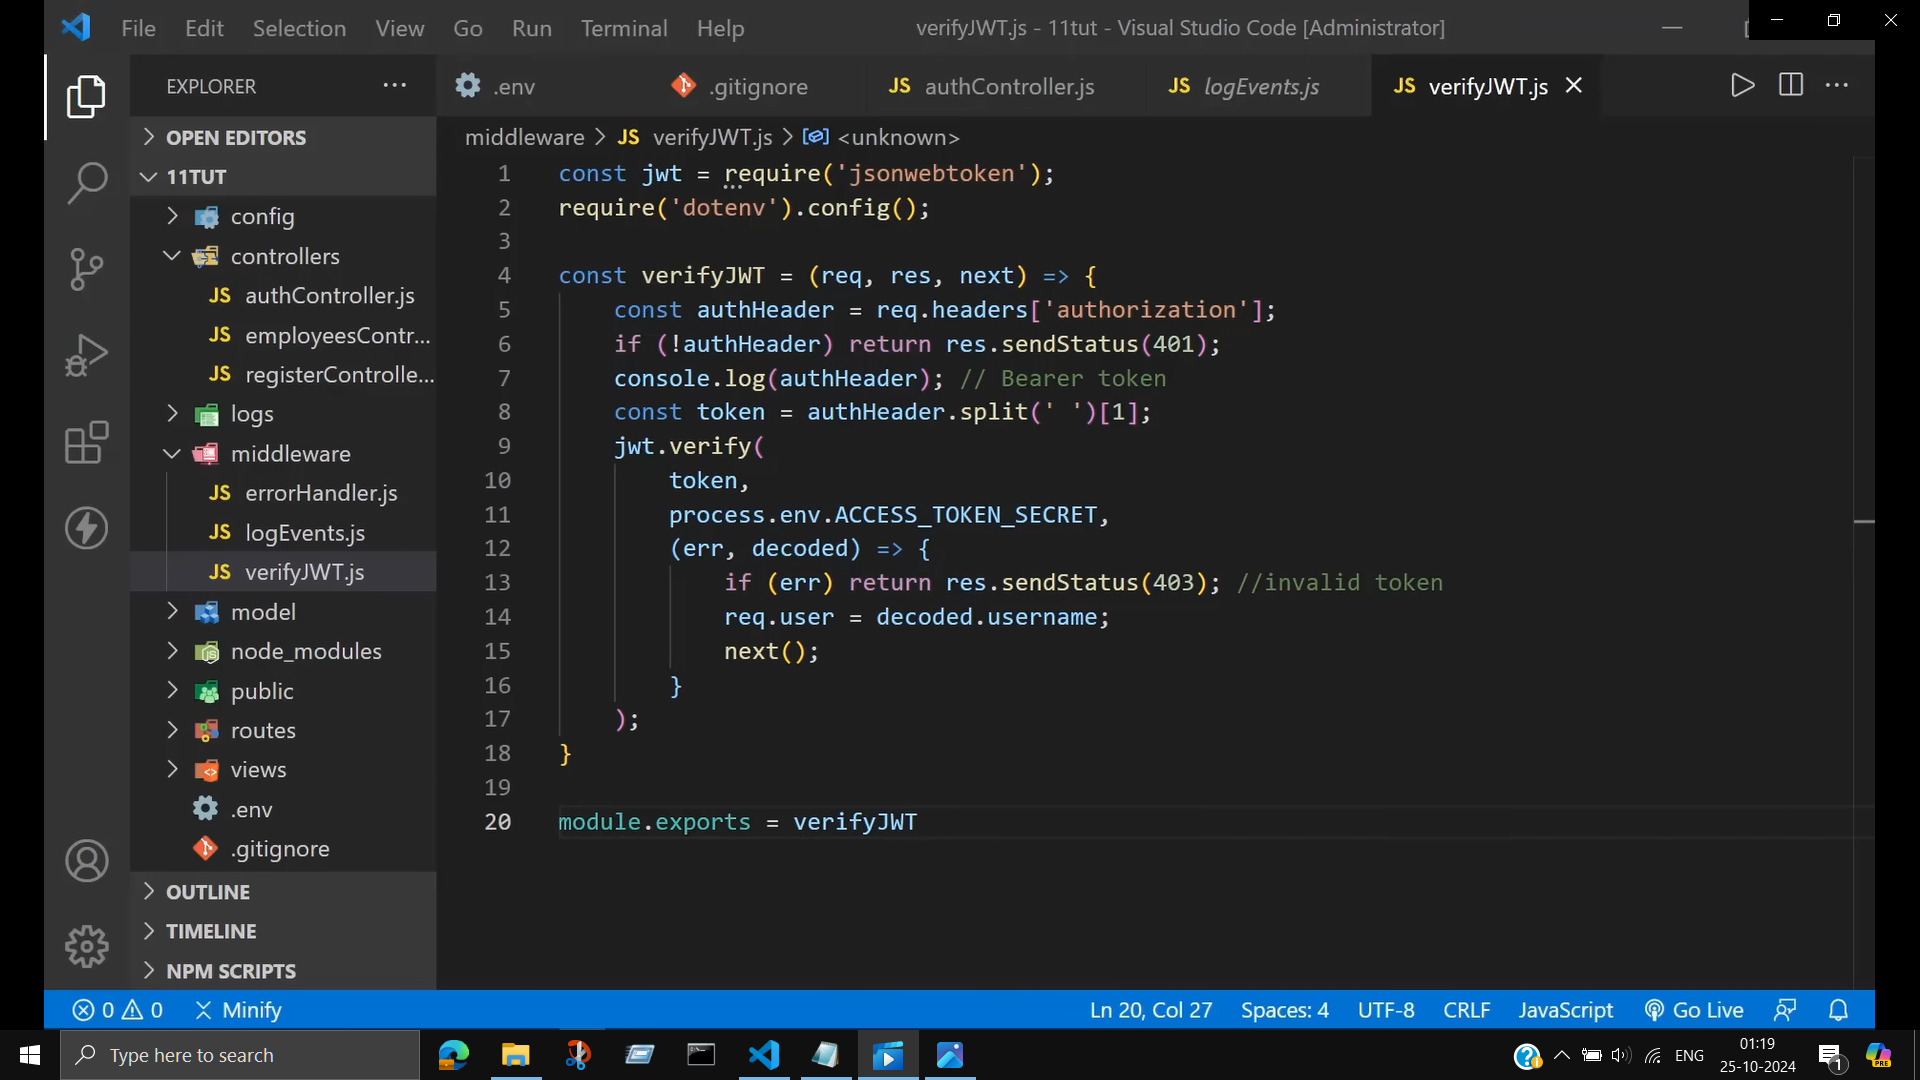 File Edit Selection View Go Run Terminal Help
verifyJWT.js - 11tut - Visual Studio Code [Administrator]
EXPLORER
.env
.gitignore
JS authController.js
JS logEvents.js
JS verifyJWT.js
OPEN EDITORS
11TUT
config
controllers
JS authController.js
JS employeesContr...
JS registerControlle...
logs
middleware
JS errorHandler.js
JS logEvents.js
JS verifyJWT.js
model
node_modules
public
routes
views
.env
.gitignore
OUTLINE
TIMELINE
NPM SCRIPTS
middleware > JS verifyJWT.js > <unknown>
1 const jwt = require('jsonwebtoken');
2 require('dotenv').config();
3
4 const verifyJWT = (req, res, next) => {
5 const authHeader = req.headers['authorization'];
6 if (!authHeader) return res.sendStatus(401);
7 console.log(authHeader); // Bearer token
8 const token = authHeader.split(' ')[1];
9 jwt.verify(
10 token,
11 process.env.ACCESS_TOKEN_SECRET,
12 (err, decoded) => {
13 if (err) return res.sendStatus(403); //invalid token
14 req.user = decoded.username;
15 next();
16 }
17 );
18 }
19
20 module.exports = verifyJWT
0 0 Minify
Ln 20, Col 27 Spaces: 4 UTF-8 CRLF JavaScript Go Live
Type here to search
ENG
01:19
25-10-2024
1
PRE